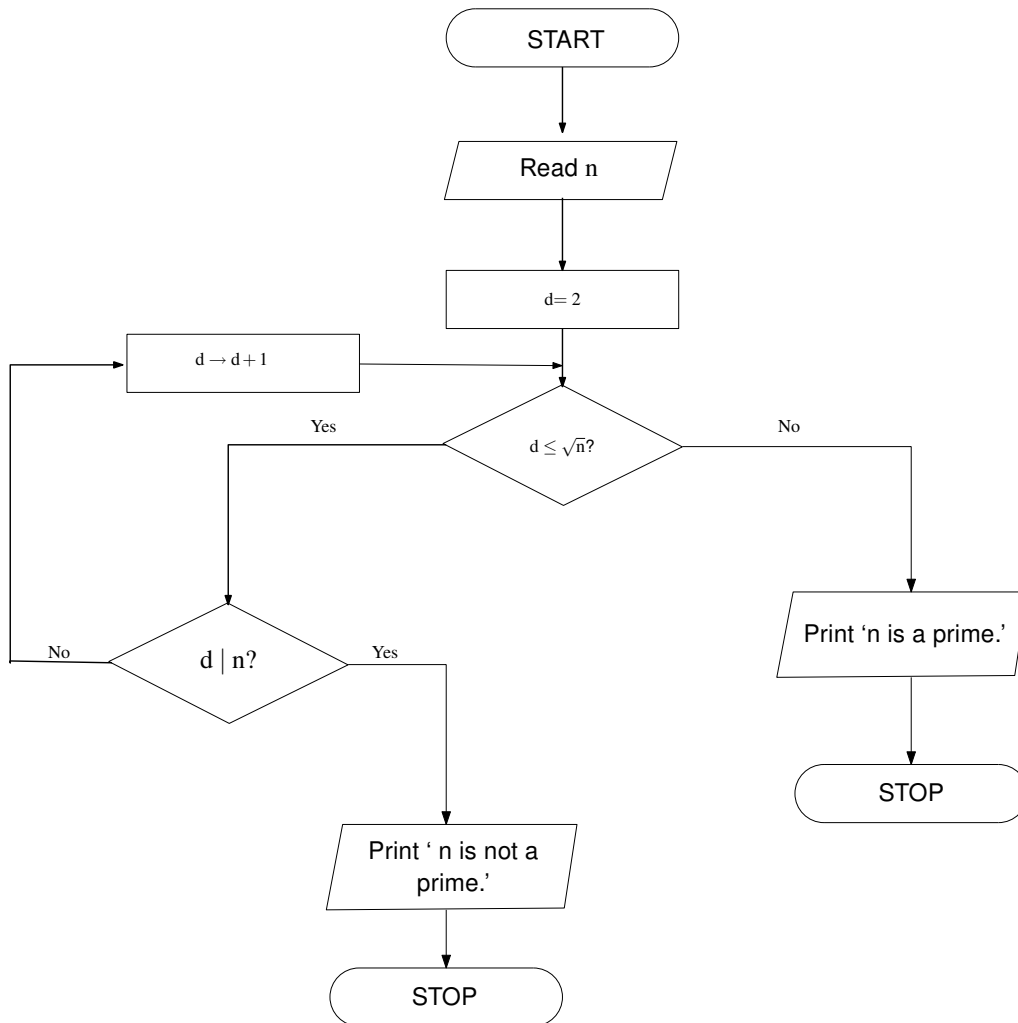 START
Read n
d= 2
d → d + 1
Yes
d ≤ √n?
No
Print ‘n is a prime.’
STOP
d | n?
No
Yes
Print ‘ n is not a
prime.’
STOP